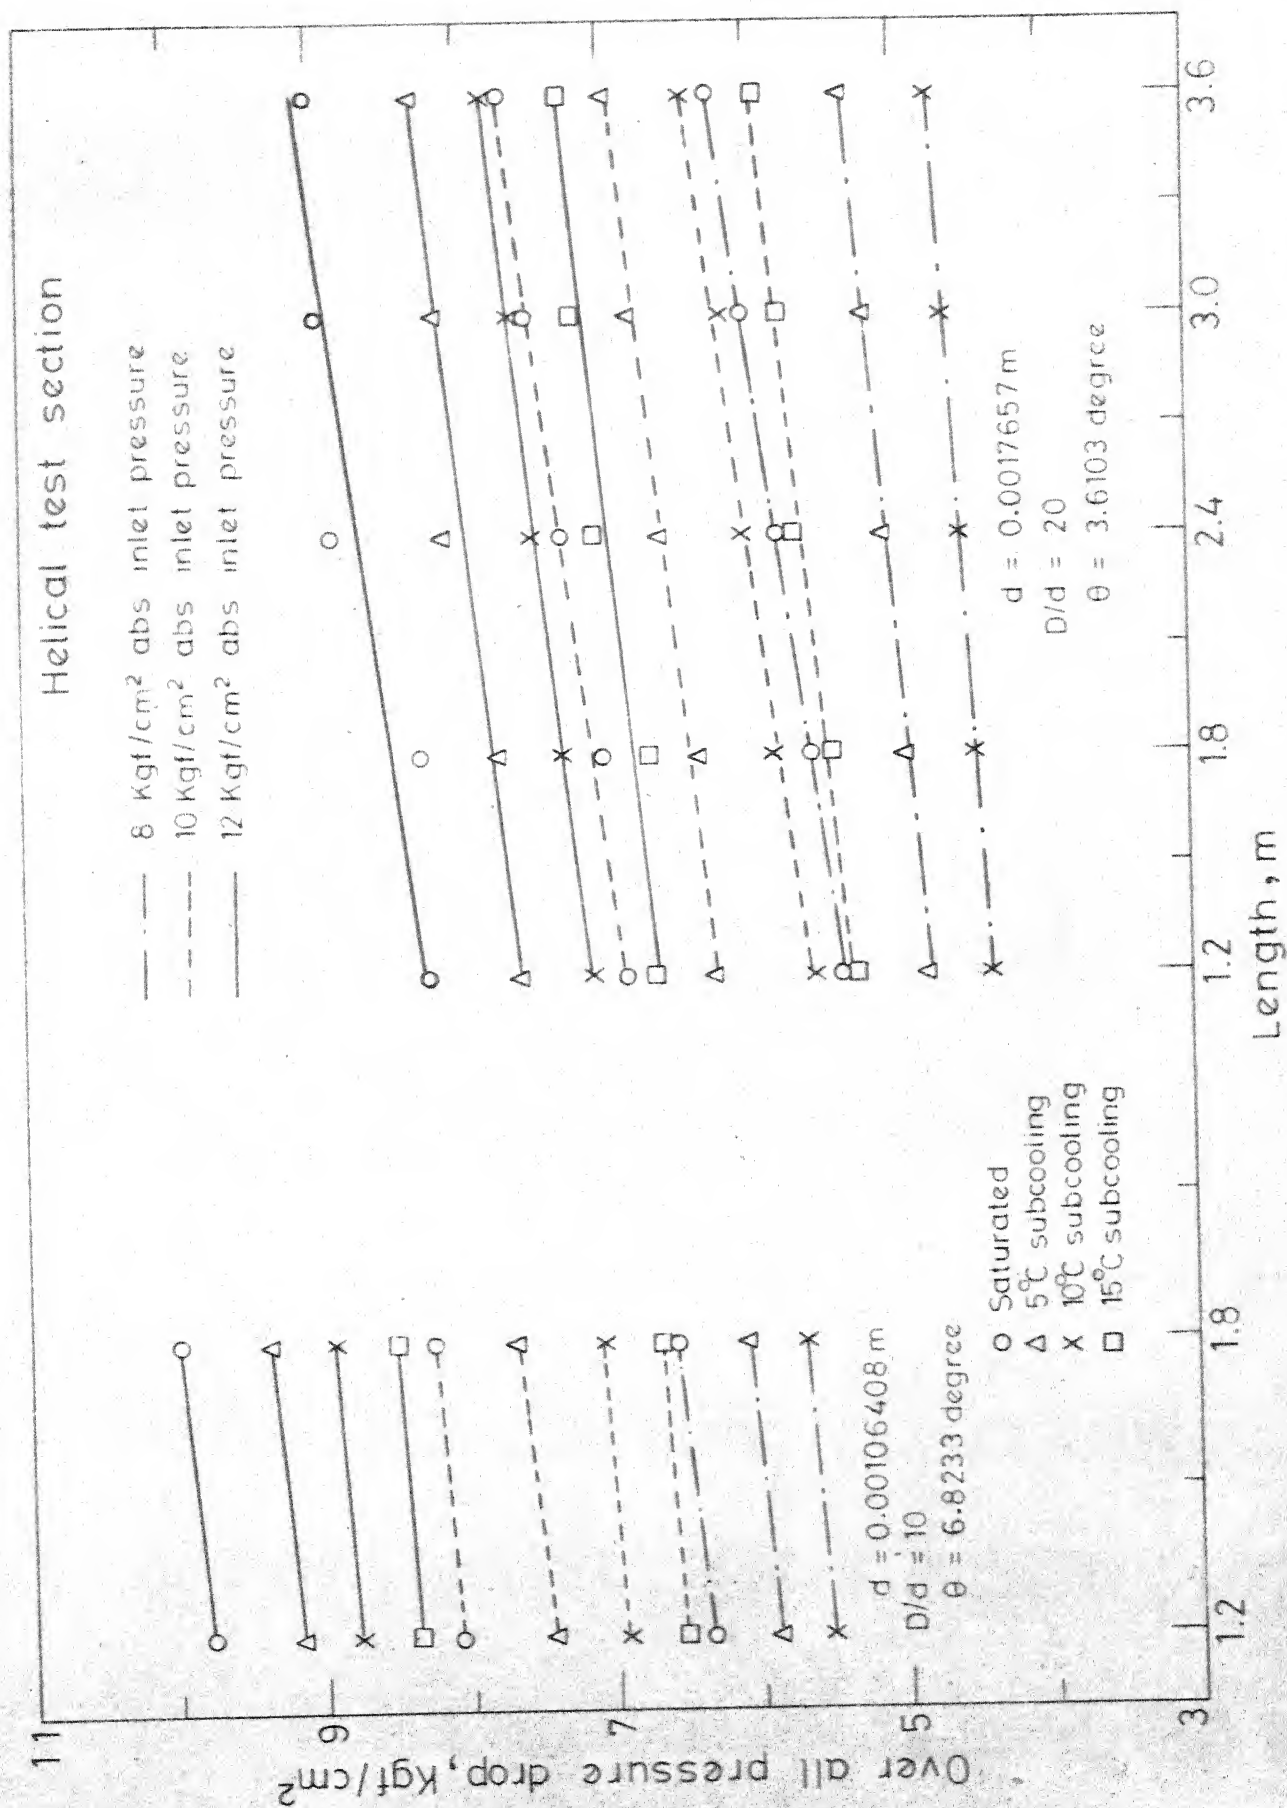 Helical test section
8 Kgf/cm² abs inlet pressure
10 Kgf/cm² abs inlet pressure
12 Kgf/cm² abs inlet pressure
11
9
7
5
3
Over all pressure drop, Kgf/cm²
d = 0.00106408 m
D/d = 10
θ = 6.8233 degree
Saturated
5°C subcooling
10°C subcooling
15°C subcooling
d = 0.0017657 m
D/d = 20
θ = 3.6103 degree
1.2
1.8
1.2
1.8
2.4
3.0
3.6
Length, m